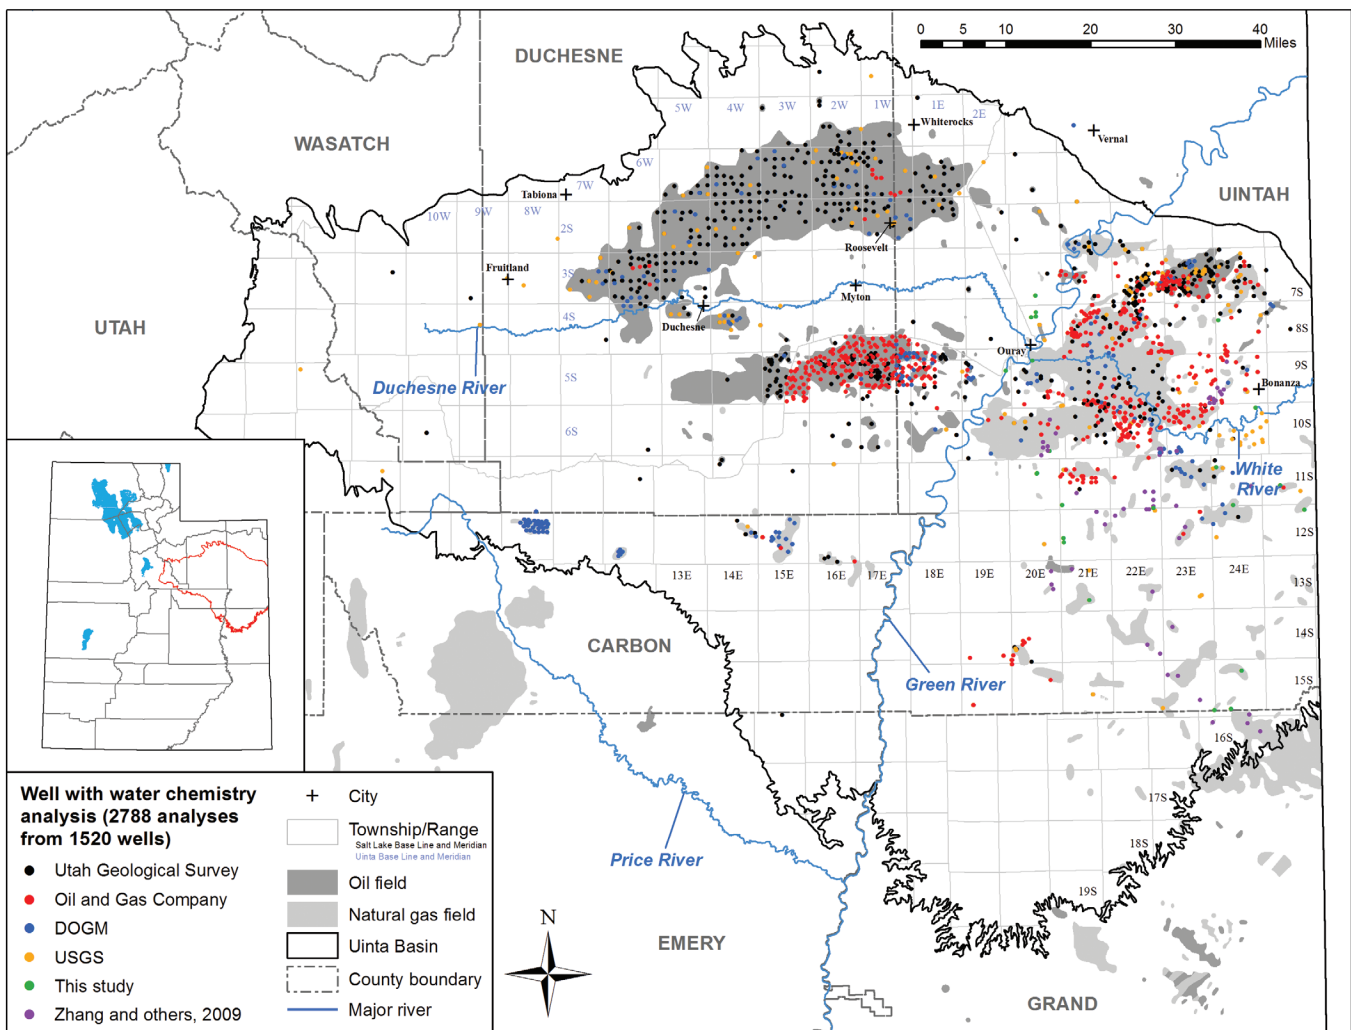 DUCHESNE
0 5 10 20 30 40
Miles
5W 4W 3W 2W 1W 1E 2E
Whiterocks
Vernal
WASATCH
6W
7W
Tabiona
UINTAH
10W 9W 8W
2S
Roosevelt
Fruitland
3S
Myton
7S
UTAH
4S
Duchesne
8S
Ouray
9S
Duchesne River
5S
Bonanza
6S
10S
White
River
11S
12S
13E 14E 15E 16E 17E 18E 19E 20E 21E 22E 23E 24E
13S
CARBON
14S
Green River
15S
16S
17S
18S
19S
Price River
EMERY
GRAND
N
Well with water chemistry
analysis (2788 analyses
from 1520 wells)
Utah Geological Survey
Oil and Gas Company
DOGM
USGS
This study
Zhang and others, 2009
City
Township/Range
Salt Lake Base Line and Meridian
Uinta Base Line and Meridian
Oil field
Natural gas field
Uinta Basin
County boundary
Major river